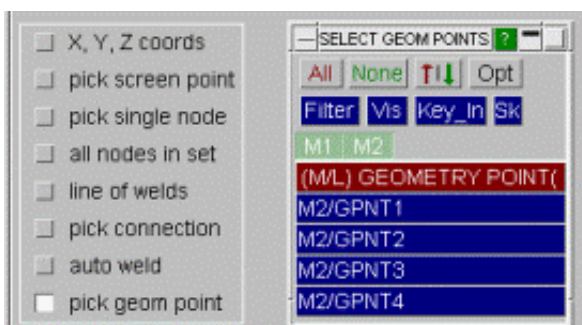 X, Y, Z coords
pick screen point
pick single node
all nodes in set
line of welds
pick connection
auto weld
pick geom point
SELECT GEOM POINTS ?
All None Opt
Filter Vis Key_In Sk
M1 M2
(M/L) GEOMETRY POINT(
M2/GPNT1
M2/GPNT2
M2/GPNT3
M2/GPNT4